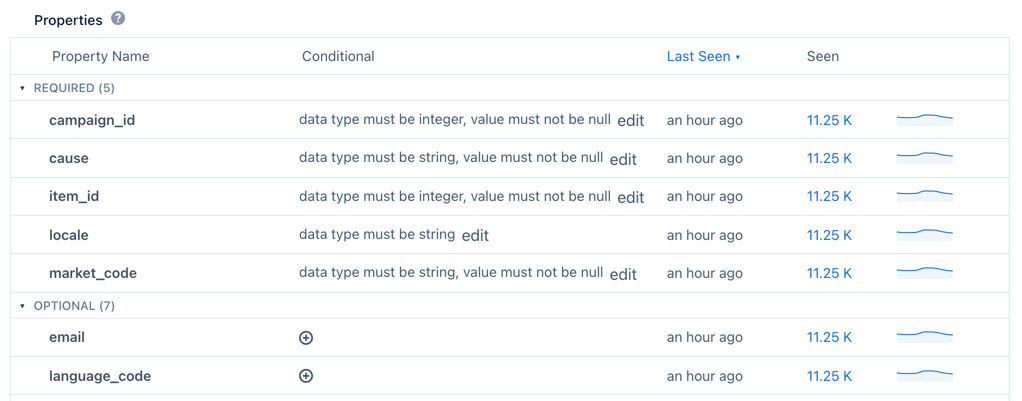 Properties ?
Property Name Conditional Last Seen ▾ Seen
▾ REQUIRED (5)
campaign_id data type must be integer, value must not be null edit an hour ago 11.25 K
cause data type must be string, value must not be null edit an hour ago 11.25 K
item_id data type must be integer, value must not be null edit an hour ago 11.25 K
locale data type must be string edit an hour ago 11.25 K
market_code data type must be string, value must not be null edit an hour ago 11.25 K
▾ OPTIONAL (7)
email an hour ago 11.25 K
language_code an hour ago 11.25 K